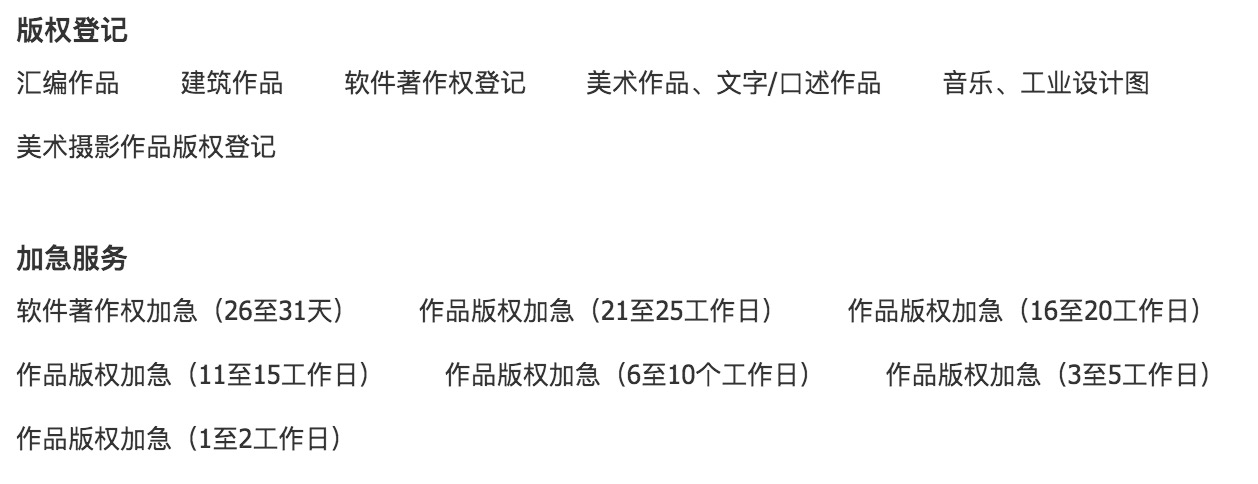 版权登记
汇编作品 建筑作品 软件著作权登记 美术作品、文字/口述作品 音乐、工业设计图
美术摄影作品版权登记
加急服务
软件著作权加急（26至31天） 作品版权加急（21至25工作日） 作品版权加急（16至20工作日）
作品版权加急（11至15工作日） 作品版权加急（6至10个工作日） 作品版权加急（3至5工作日）
作品版权加急（1至2工作日）